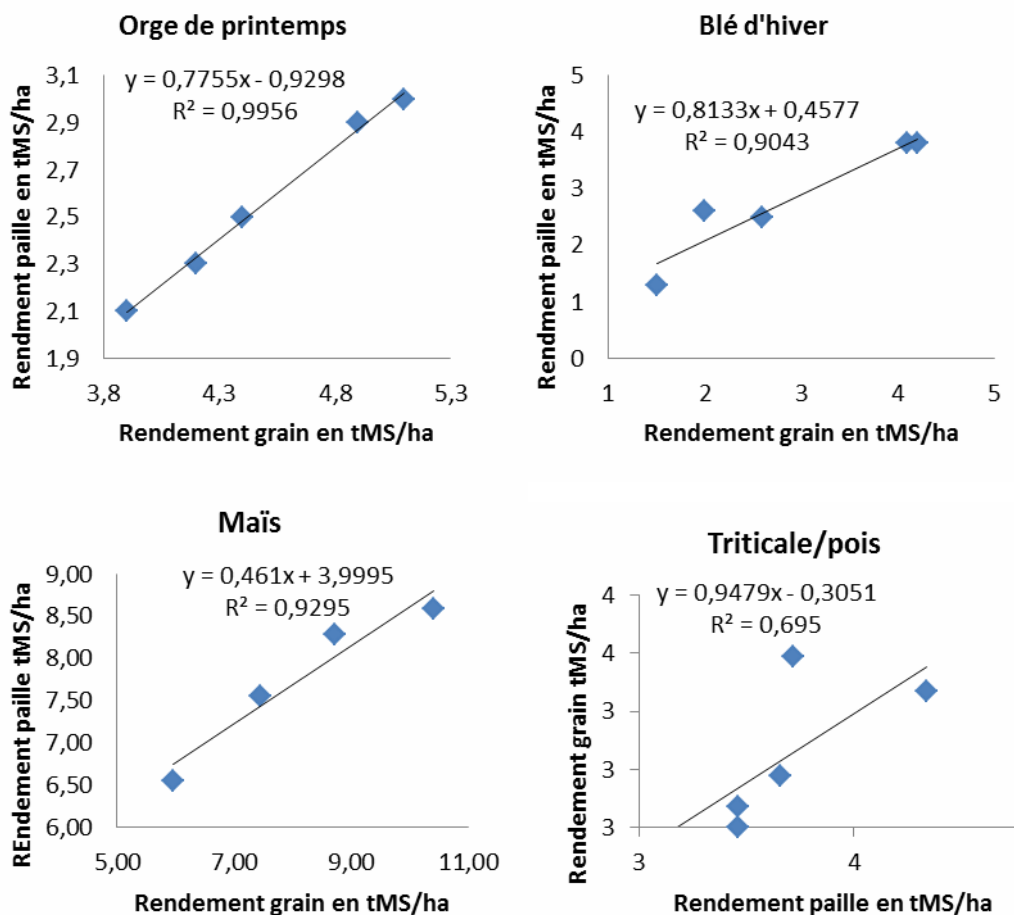 Orge de printemps
y = 0,7755x - 0,9298
R² = 0,9956
Rendment paille en tMS/ha
3,1
2,9
2,7
2,5
2,3
2,1
1,9
3,8
4,3
4,8
5,3
Rendement grain en tMS/ha
Blé d'hiver
y = 0,8133x + 0,4577
R² = 0,9043
Rendment paille en tMS/ha
5
4
3
2
1
0
1
2
3
4
5
Rendement grain en tMS/ha
Maïs
y = 0,461x + 3,9995
R² = 0,9295
REndement paille tMS/ha
9,00
8,50
8,00
7,50
7,00
6,50
6,00
5,00
7,00
9,00
11,00
Rendement grain en tMS/ha
Triticale/pois
y = 0,9479x - 0,3051
R² = 0,695
Rendement grain tMS/ha
4
4
3
3
3
3
4
Rendement paille en tMS/ha